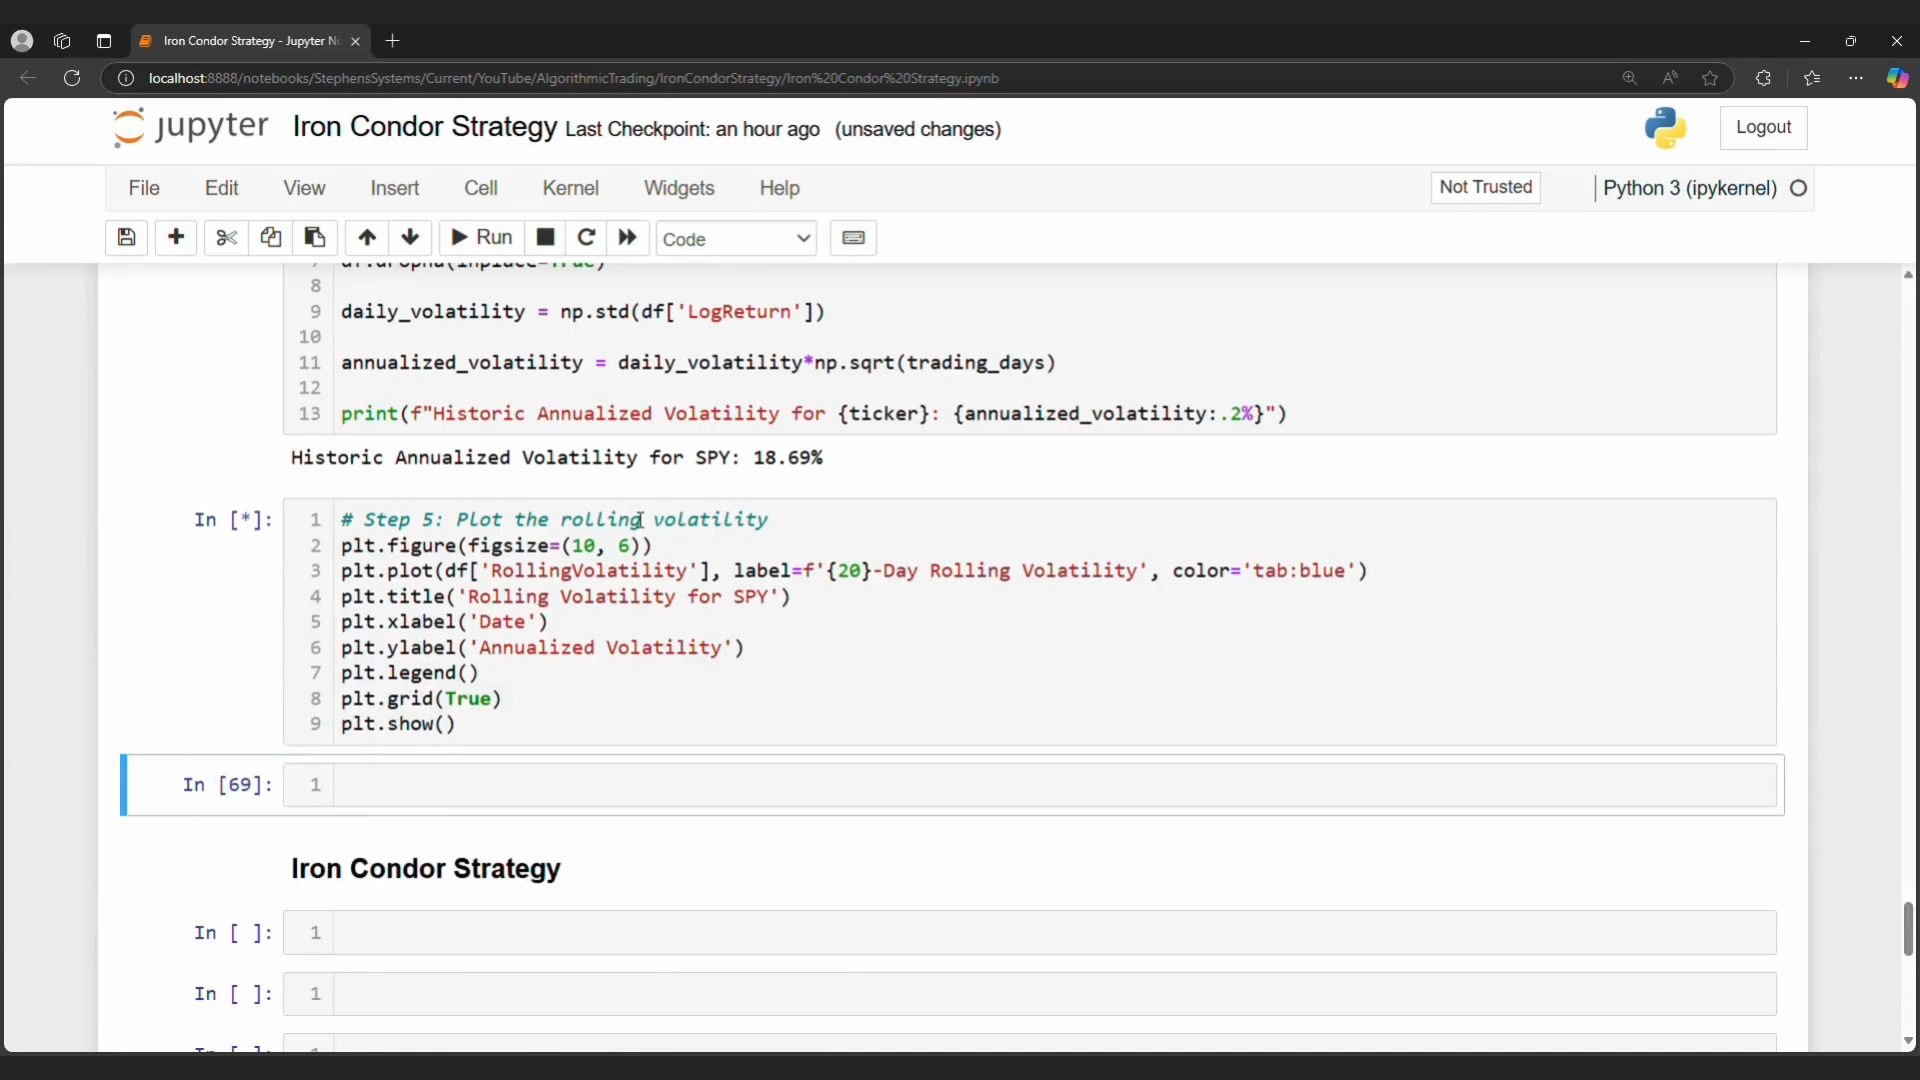 Iron Condor Strategy - Jupyter N
localhost:8888/notebooks/StephensSystems/Current/YouTube/AlgorithmicTrading/IronCondorStrategy/Iron%20Condor%20Strategy.ipynb
jupyter Iron Condor Strategy Last Checkpoint: an hour ago (unsaved changes)
Logout
File Edit View Insert Cell Kernel Widgets Help
Not Trusted
Python 3 (ipykernel)
Run
Code
7 df.dropna(inplace=True)
8
9 daily_volatility = np.std(df['LogReturn'])
10
11 annualized_volatility = daily_volatility*np.sqrt(trading_days)
12
13 print(f"Historic Annualized Volatility for {ticker}: {annualized_volatility:.2%}")
Historic Annualized Volatility for SPY: 18.69%
In [*]: 1 # Step 5: Plot the rolling volatility
2 plt.figure(figsize=(10, 6))
3 plt.plot(df['RollingVolatility'], label=f'{20}-Day Rolling Volatility', color='tab:blue')
4 plt.title('Rolling Volatility for SPY')
5 plt.xlabel('Date')
6 plt.ylabel('Annualized Volatility')
7 plt.legend()
8 plt.grid(True)
9 plt.show()
In [69]: 1
Iron Condor Strategy
In [ ]: 1
In [ ]: 1
In [ ]: 1